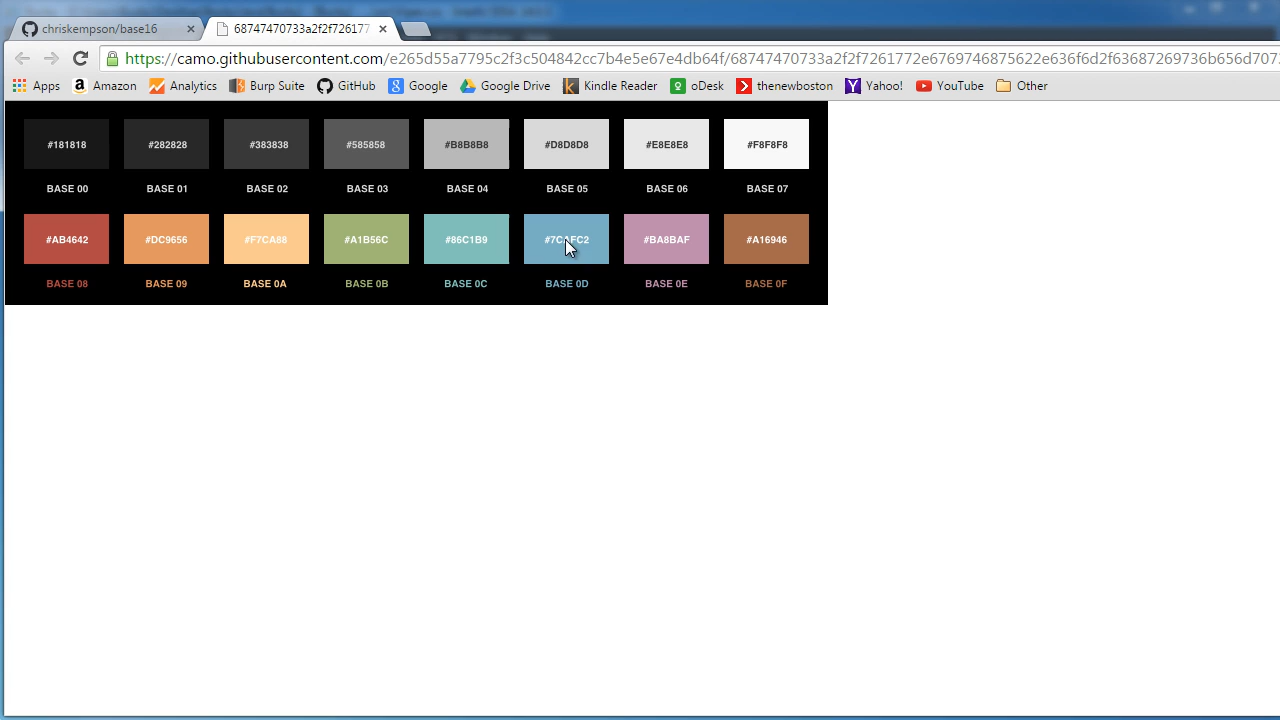 chriskempson/base16
68747470733a2f2f726177
https://camo.githubusercontent.com/e265d55a7795c2f3c504842cc7b4e5e67e4db64f/68747470733a2f2f7261772e6769746875622e636f6d2f63687269736b656d7073
Apps Amazon Analytics Burp Suite GitHub Google Google Drive Kindle Reader oDesk thenewboston Yahoo! YouTube Other
#181818 #282828 #383838 #585858 #B8B8B8 #D8D8D8 #E8E8E8 #F8F8F8
BASE 00 BASE 01 BASE 02 BASE 03 BASE 04 BASE 05 BASE 06 BASE 07
#AB4642 #DC9656 #F7CA88 #A1B56C #86C1B9 #7CAFC2 #BA8BAF #A16946
BASE 08 BASE 09 BASE 0A BASE 0B BASE 0C BASE 0D BASE 0E BASE 0F